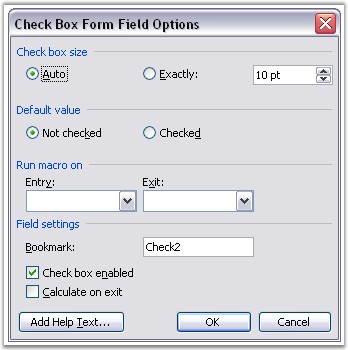 Check Box Form Field Options
Check box size
Auto Exactly: 10 pt
Default value
Not checked Checked
Run macro on
Entry: Exit:
Field settings
Bookmark: Check2
Check box enabled
Calculate on exit
Add Help Text... OK Cancel